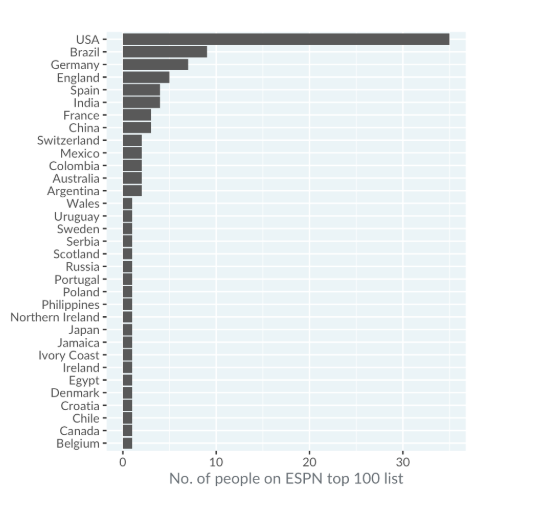 USA
Brazil
Germany
England
Spain
India
France
China
Switzerland
Mexico
Colombia
Australia
Argentina
Wales
Uruguay
Sweden
Serbia
Scotland
Russia
Portugal
Poland
Philippines
Northern Ireland
Japan
Jamaica
Ivory Coast
Ireland
Egypt
Denmark
Croatia
Chile
Canada
Belgium
0 10 20 30
No. of people on ESPN top 100 list